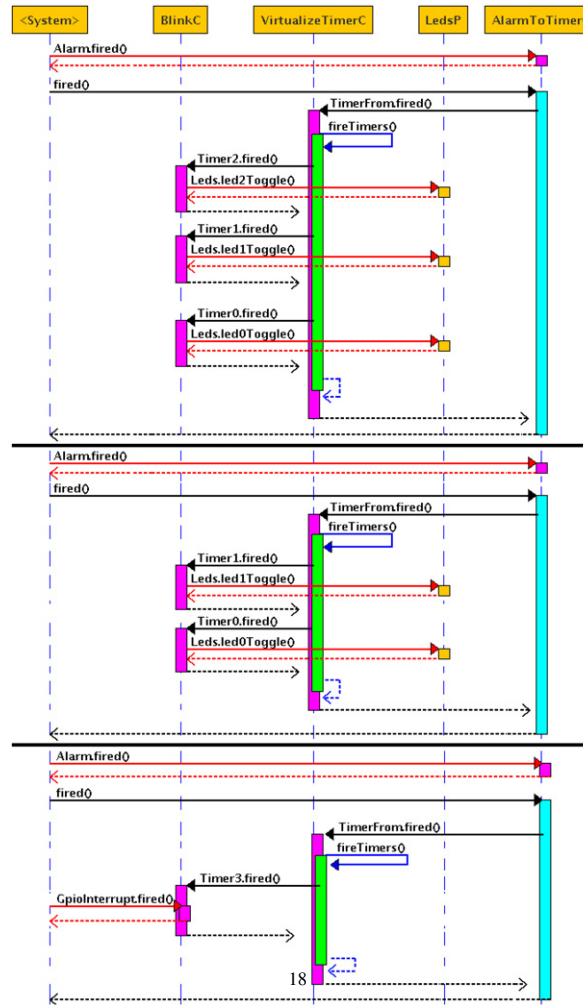 <System> BlinkC VirtualizeTimerC LedsP AlarmToTimer
Alarm.fired()
fired()
TimerFrom.fired()
fireTimers()
Timer2.fired()
Leds.led2Toggle()
Timer1.fired()
Leds.led1Toggle()
Timer0.fired()
Leds.led0Toggle()
Alarm.fired()
fired()
TimerFrom.fired()
fireTimers()
Timer1.fired()
Leds.led1Toggle()
Timer0.fired()
Leds.led0Toggle()
Alarm.fired()
fired()
TimerFrom.fired()
fireTimers()
Timer3.fired()
GpioInterrupt.fired()
18